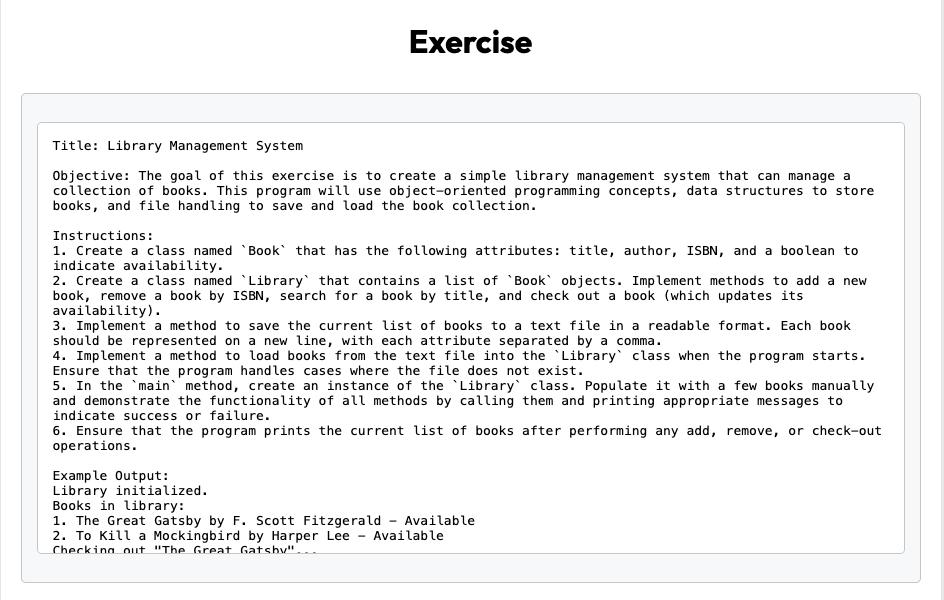 Exercise
Title: Library Management System
Objective: The goal of this exercise is to create a simple library management system that can manage a
collection of books. This program will use object-oriented programming concepts, data structures to store
books, and file handling to save and load the book collection.
Instructions:
1. Create a class named `Book` that has the following attributes: title, author, ISBN, and a boolean to
indicate availability.
2. Create a class named `Library` that contains a list of `Book` objects. Implement methods to add a new
book, remove a book by ISBN, search for a book by title, and check out a book (which updates its
availability).
3. Implement a method to save the current list of books to a text file in a readable format. Each book
should be represented on a new line, with each attribute separated by a comma.
4. Implement a method to load books from the text file into the `Library` class when the program starts.
Ensure that the program handles cases where the file does not exist.
5. In the `main` method, create an instance of the `Library` class. Populate it with a few books manually
and demonstrate the functionality of all methods by calling them and printing appropriate messages to
indicate success or failure.
6. Ensure that the program prints the current list of books after performing any add, remove, or check-out
operations.
Example Output:
Library initialized.
Books in library:
1. The Great Gatsby by F. Scott Fitzgerald - Available
2. To Kill a Mockingbird by Harper Lee - Available
Checking out "The Great Gatsby"...